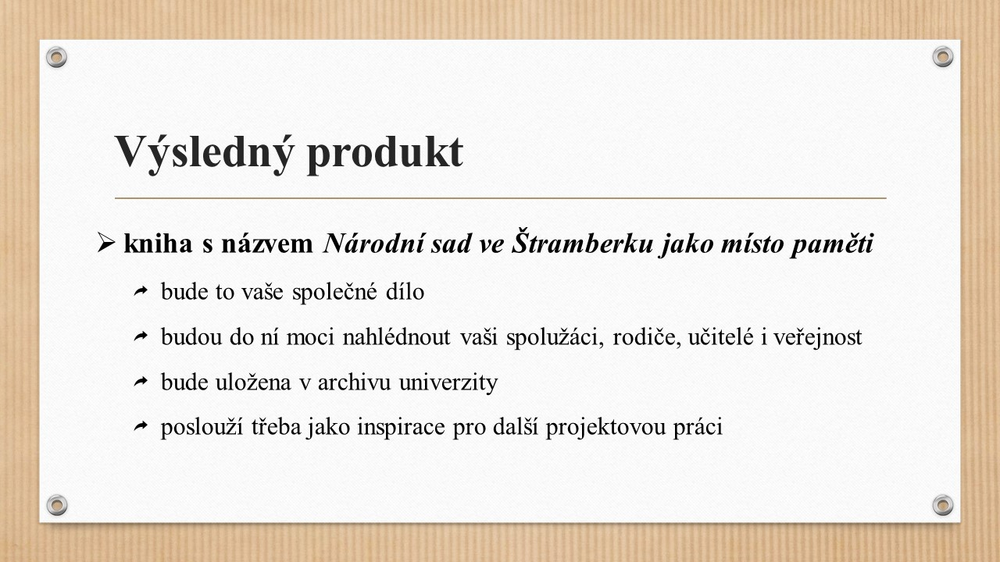 Výsledný produkt
kniha s názvem Národní sad ve Štramberku jako místo paměti
bude to vaše společné dílo
budou do ní moci nahlédnout vaši spolužáci, rodiče, učitelé i veřejnost
bude uložena v archivu univerzity
poslouží třeba jako inspirace pro další projektovou práci